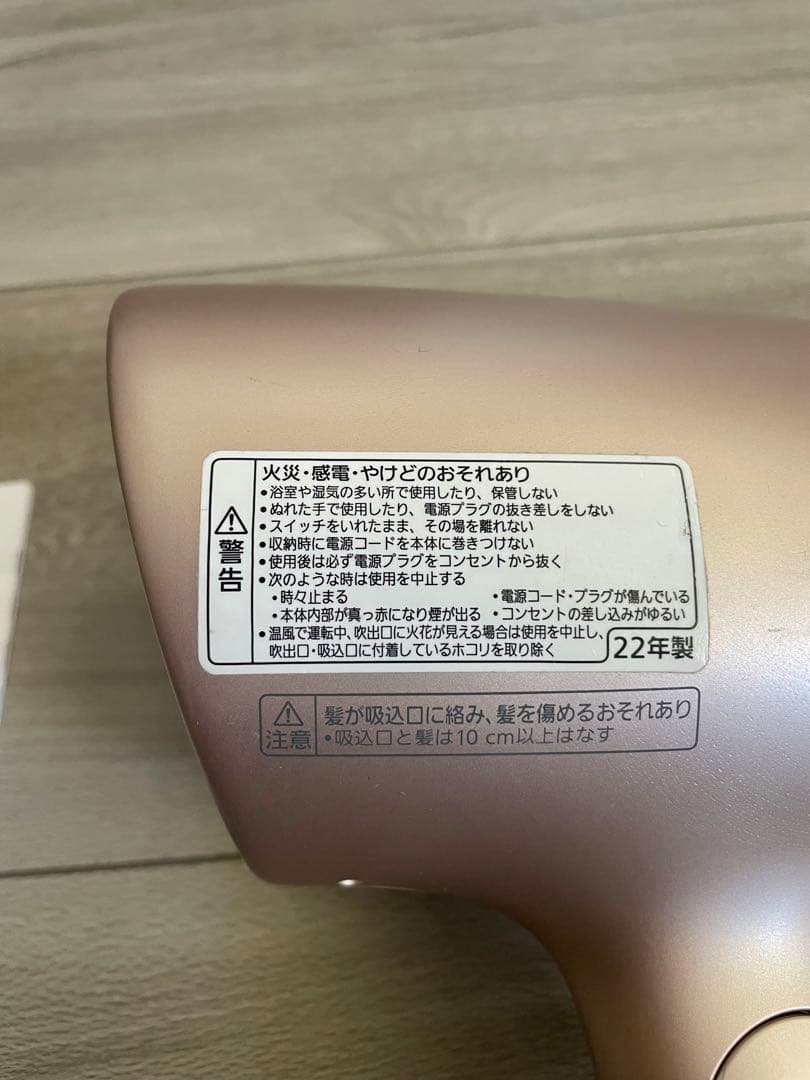 警告
火災・感電・やけどのおそれあり
•浴室や湿気の多い所で使用したり、保管しない
•ぬれた手で使用したり、電源プラグの抜き差しをしない
•スイッチをいれたまま、その場を離れない
•収納時に電源コードを本体に巻きつけない
•使用後は必ず電源プラグをコンセントから抜く
•次のような時は使用を中止する
・時々止まる ・電源コード・プラグが傷んでいる
・本体内部が真っ赤になり煙が出る ・コンセントの差し込みがゆるい
•温風で運転中、吹出口に火花が見える場合は使用を中止し、
吹出口・吸込口に付着しているホコリを取り除く
22年製
注意
髪が吸込口に絡み、髪を傷めるおそれあり
•吸込口と髪は10 cm以上はなす